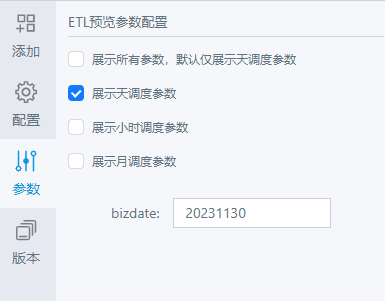 添加
配置
参数
版本
ETL预览参数配置
展示所有参数，默认仅展示天调度参数
展示天调度参数
展示小时调度参数
展示月调度参数
bizdate: 20231130